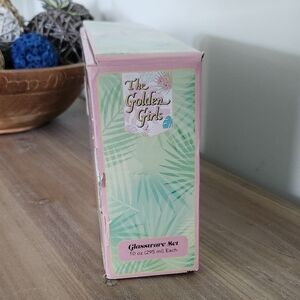 The
Golden
Girls
Glassware Set
10 oz (295 ml) Each